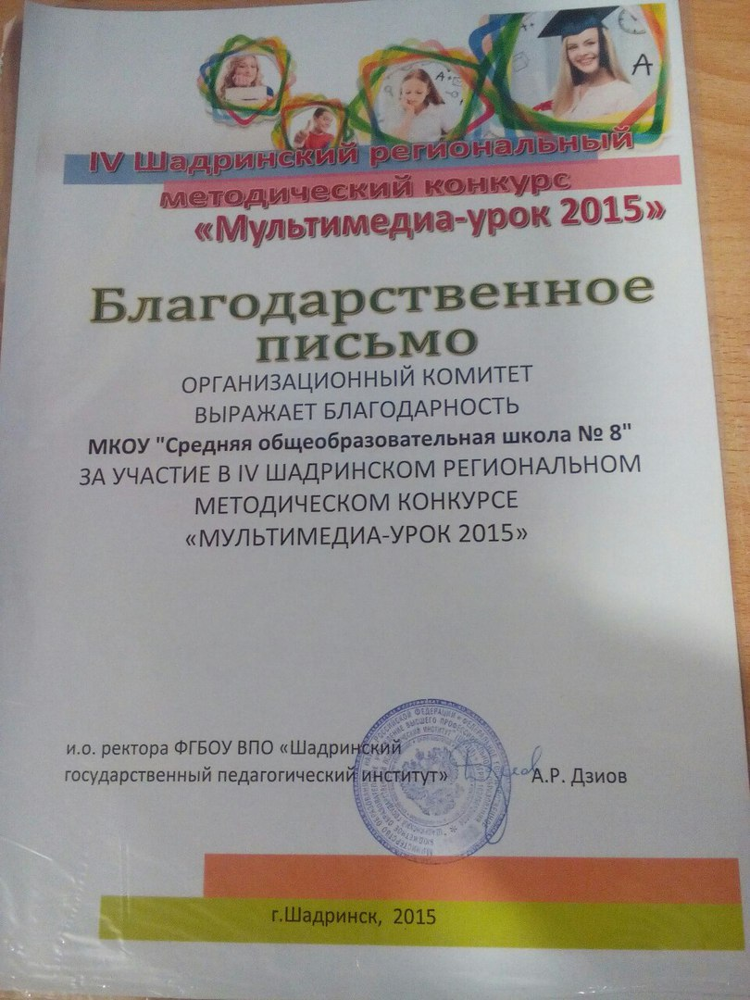 IV Шадринский региональный
методический конкурс
«Мультимедиа-урок 2015»
Благодарственное
письмо
ОРГАНИЗАЦИОННЫЙ КОМИТЕТ
ВЫРАЖАЕТ БЛАГОДАРНОСТЬ
МКОУ "Средняя общеобразовательная школа № 8"
ЗА УЧАСТИЕ В IV ШАДРИНСКОМ РЕГИОНАЛЬНОМ
МЕТОДИЧЕСКОМ КОНКУРСЕ
«МУЛЬТИМЕДИА-УРОК 2015»
и.о. ректора ФГБОУ ВПО «Шадринский
государственный педагогический институт»
А.Р. Дзиов
г.Шадринск, 2015